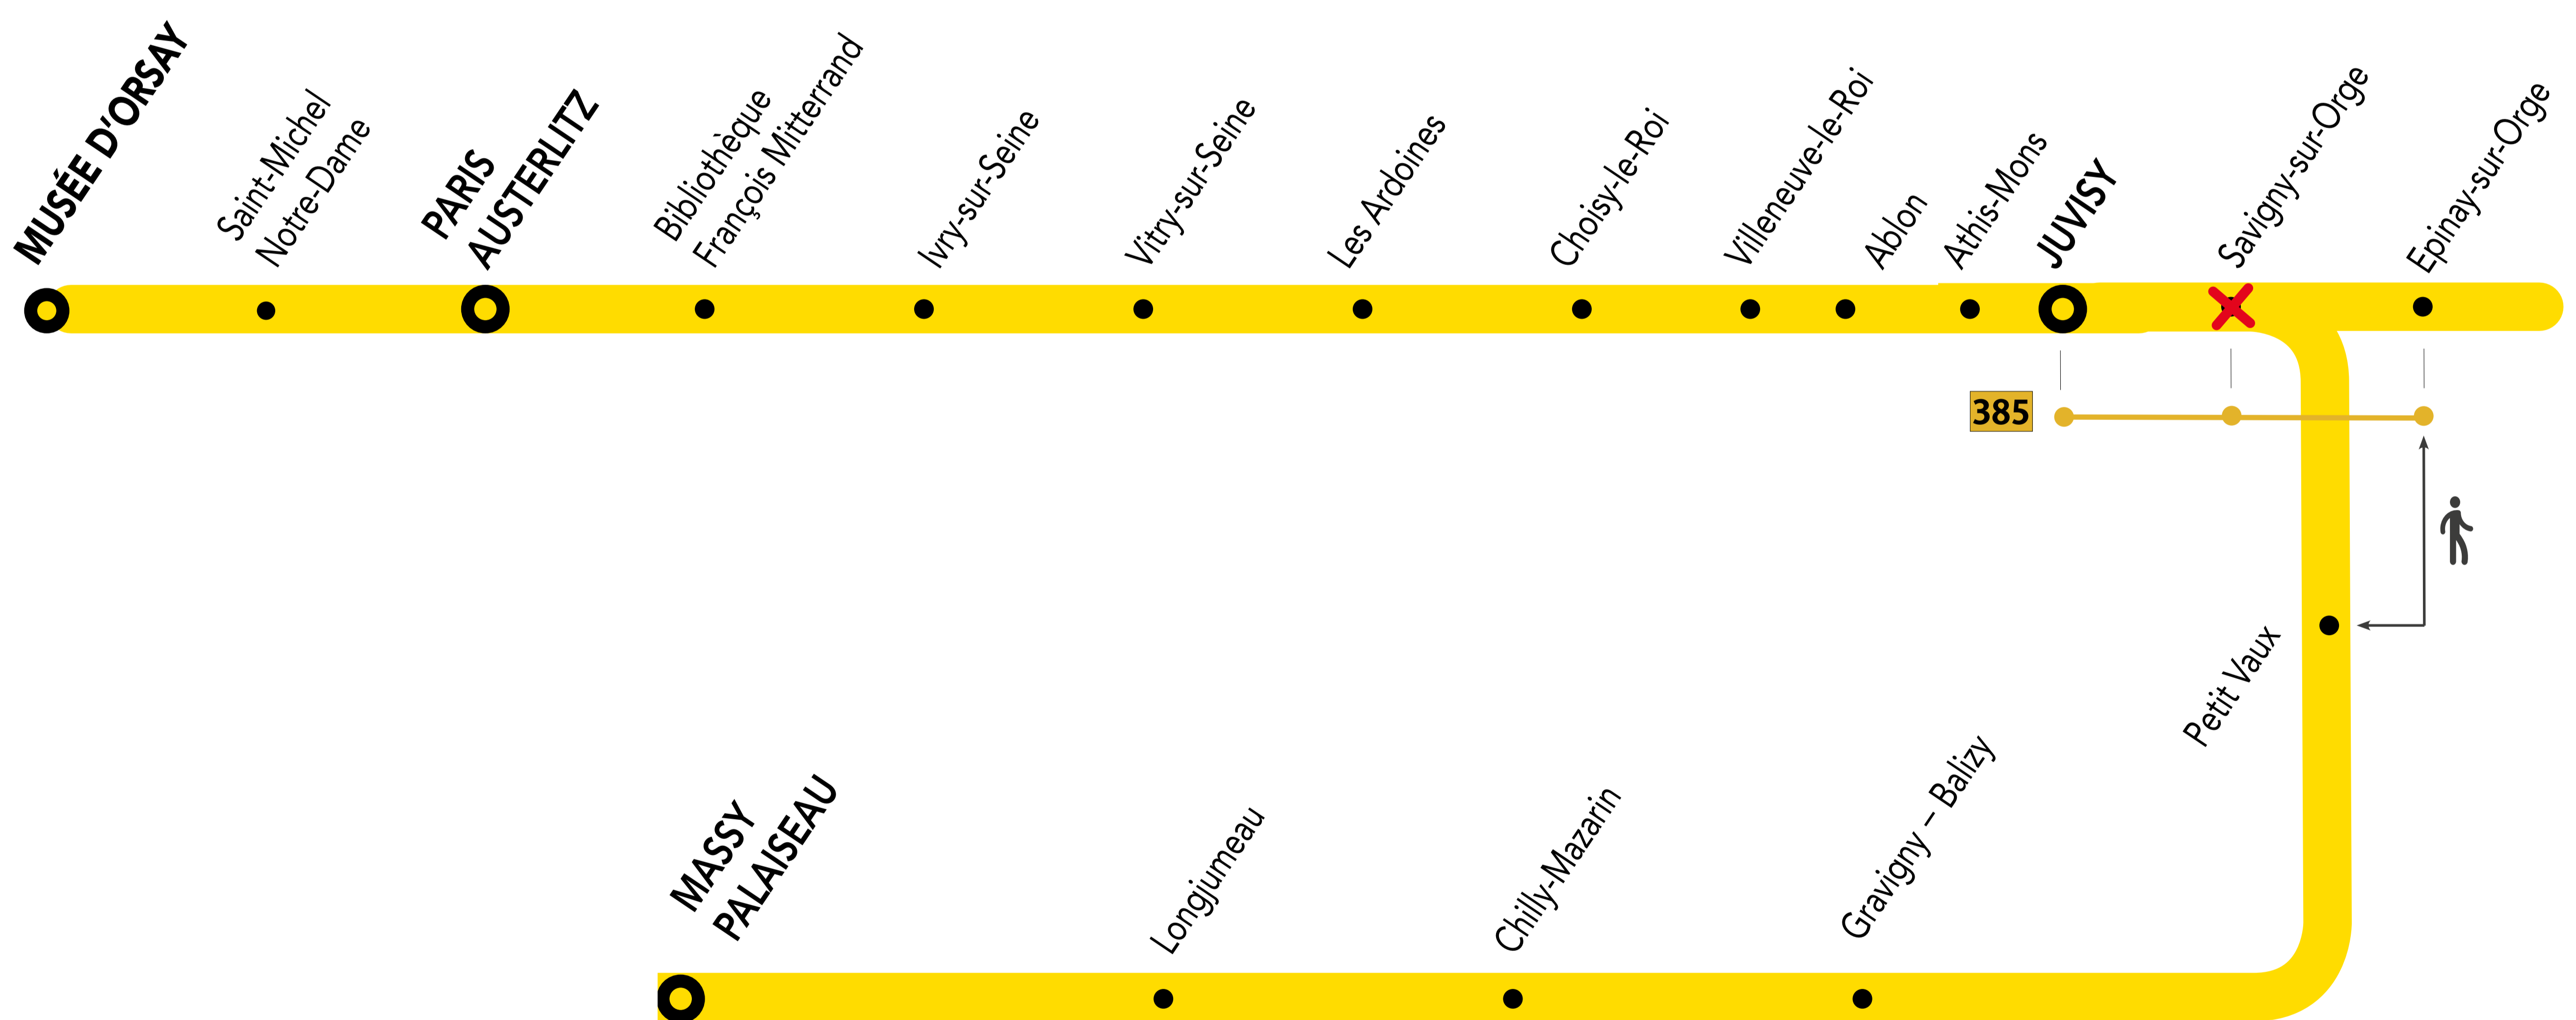 MUSÉE D'ORSAY
Saint-Michel
Notre-Dame
PARIS
AUSTERLITZ
Bibliothèque
François Mitterrand
Ivry-sur-Seine
Vitry-sur-Seine
Les Ardoines
Choisy-le-Roi
Villeneuve-le-Roi
Ablon
Athis-Mons
JUVISY
Savigny-sur-Orge
Epinay-sur-Orge
385
Petit Vaux
MASSY
PALAISEAU
Longjumeau
Chilly-Mazarin
Gravigny – Balizy